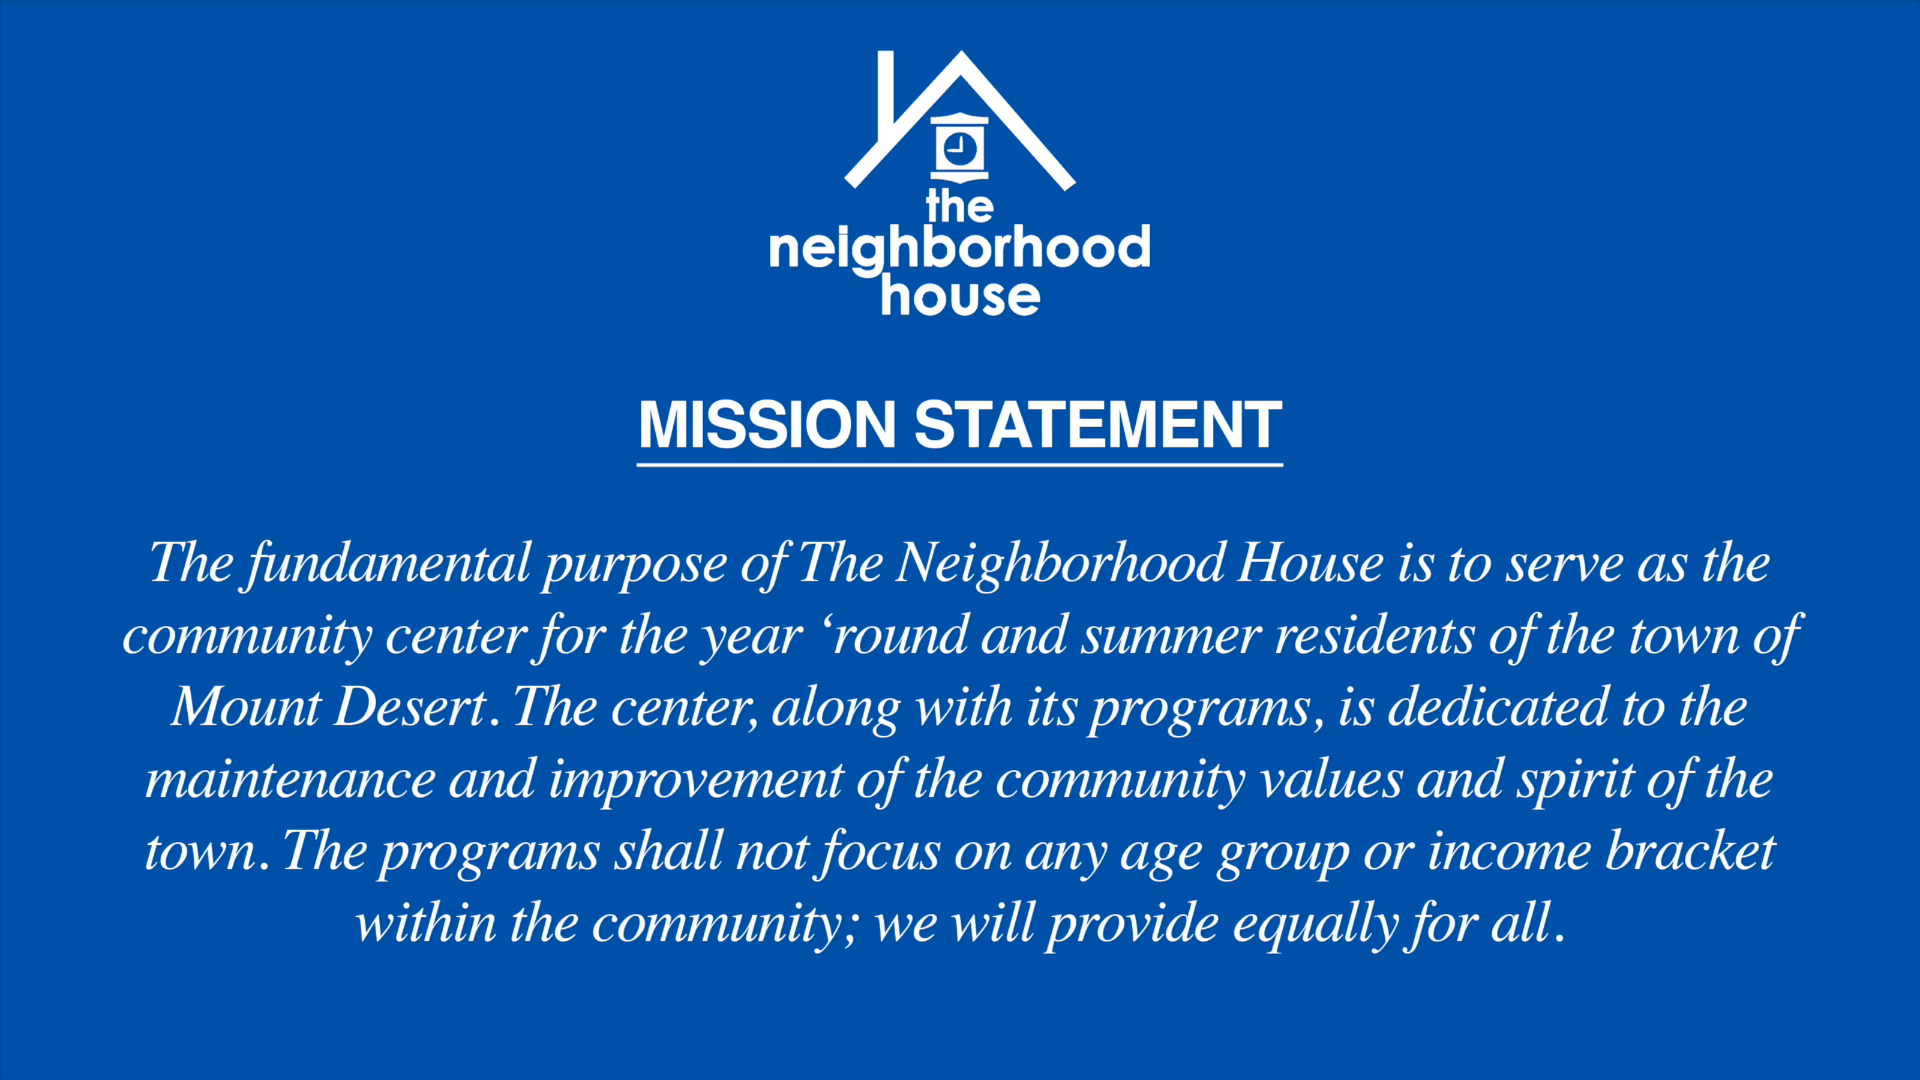 the
neighborhood
house
MISSION STATEMENT
The fundamental purpose of The Neighborhood House is to serve as the
community center for the year ‘round and summer residents of the town of
Mount Desert. The center, along with its programs, is dedicated to the
maintenance and improvement of the community values and spirit of the
town. The programs shall not focus on any age group or income bracket
within the community; we will provide equally for all.